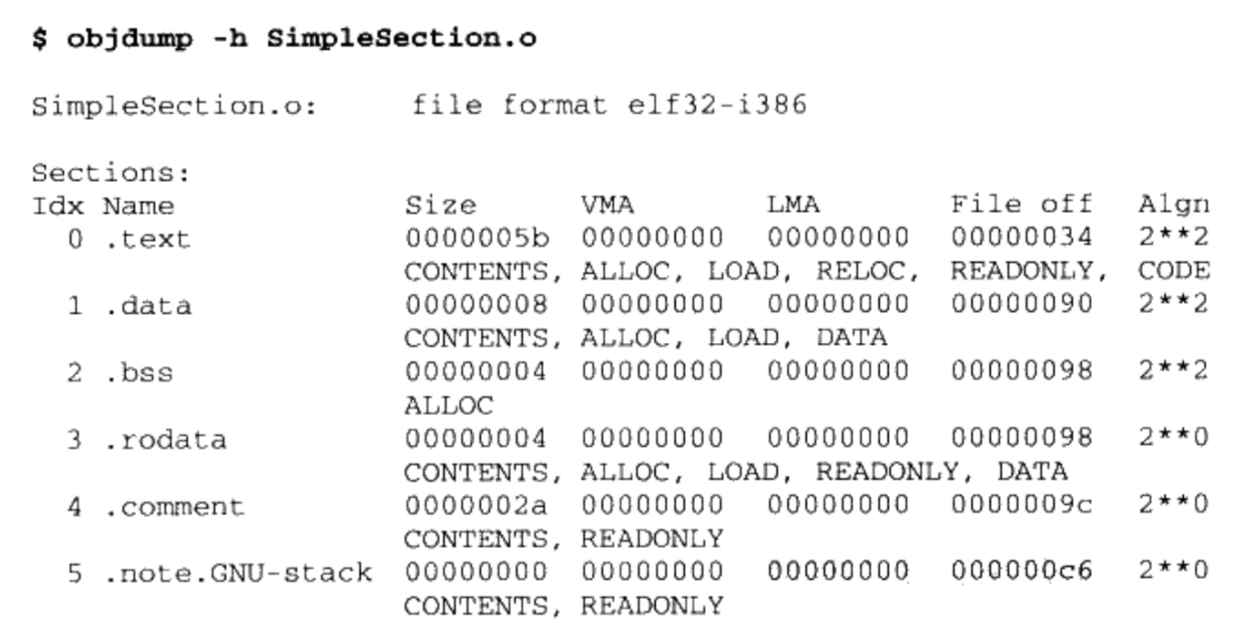 $ objdump -h SimpleSection.o
SimpleSection.o:     file format elf32-i386
Sections:
Idx Name             Size      VMA       LMA       File off  Algn
  0 .text            0000005b  00000000  00000000  00000034  2**2
                     CONTENTS, ALLOC, LOAD, RELOC, READONLY, CODE
  1 .data            00000008  00000000  00000000  00000090  2**2
                     CONTENTS, ALLOC, LOAD, DATA
  2 .bss             00000004  00000000  00000000  00000098  2**2
                     ALLOC
  3 .rodata          00000004  00000000  00000000  00000098  2**0
                     CONTENTS, ALLOC, LOAD, READONLY, DATA
  4 .comment         0000002a  00000000  00000000  0000009c  2**0
                     CONTENTS, READONLY
  5 .note.GNU-stack  00000000  00000000  00000000  000000c6  2**0
                     CONTENTS, READONLY